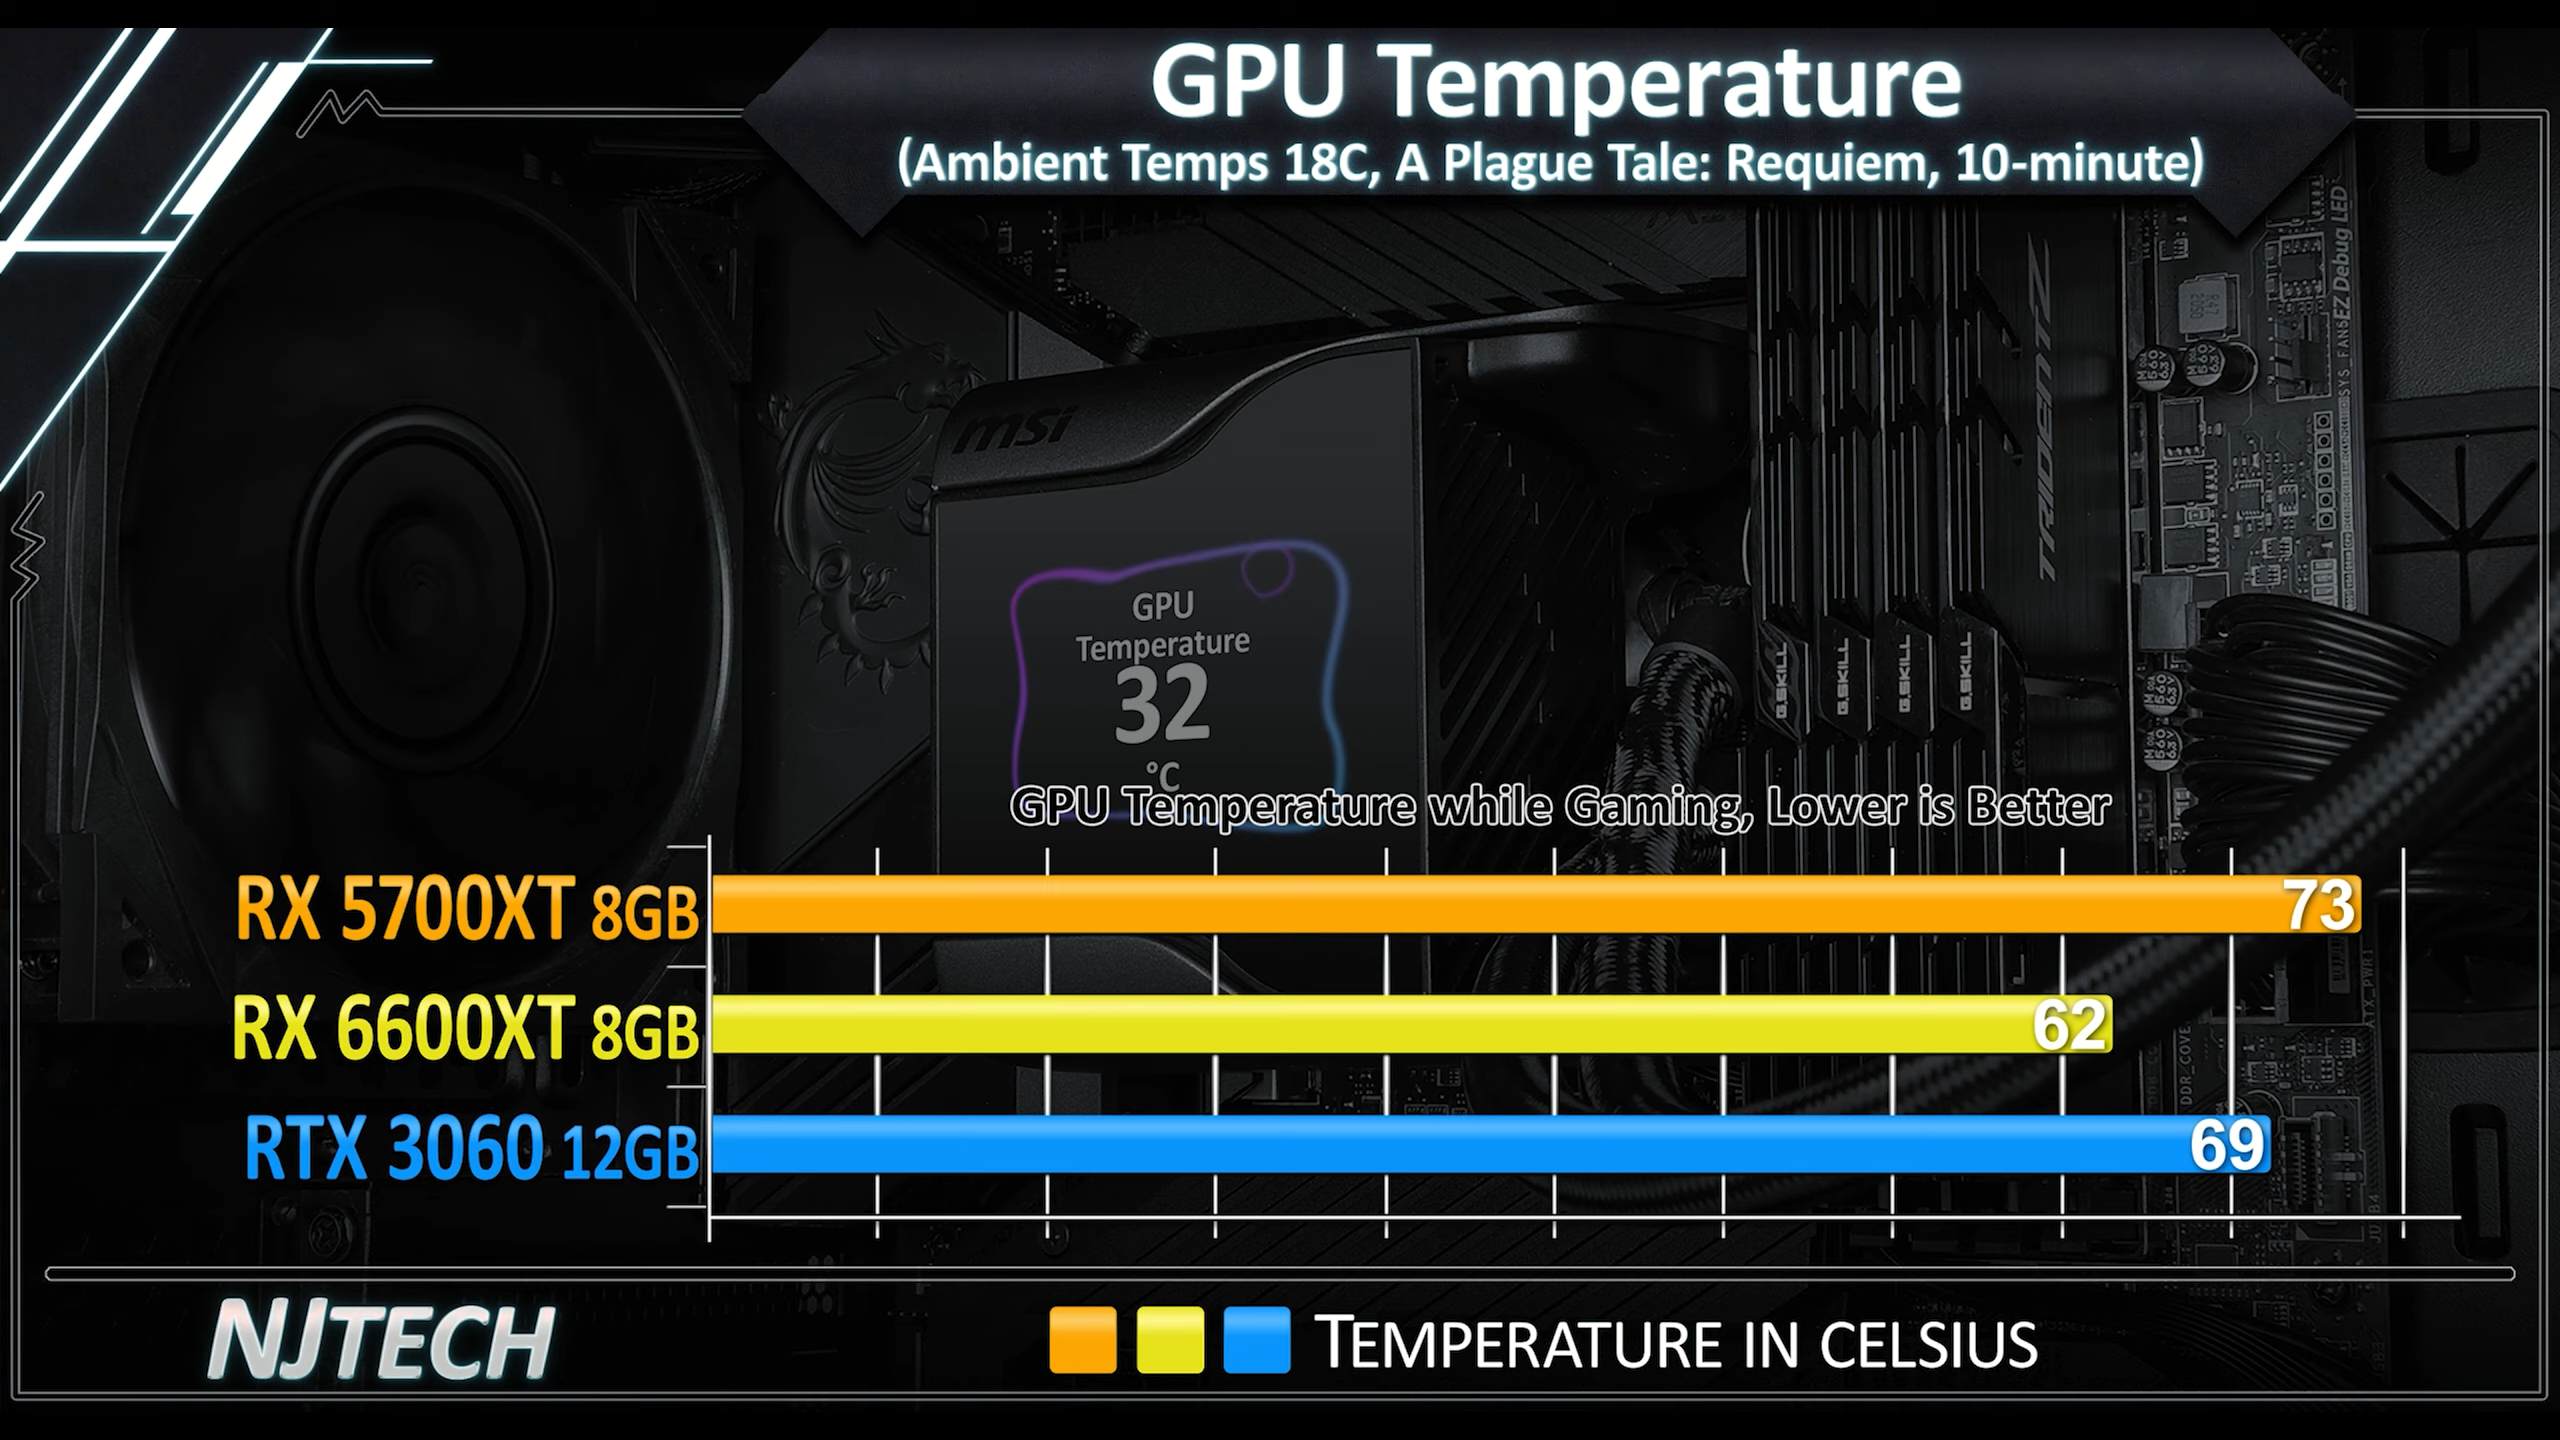 GPU Temperature
(Ambient Temps 18C, A Plague Tale: Requiem, 10-minute)
EZ Debug LED
SYS_FAN5
TRIDENT Z
msi
GPU
Temperature
32
°C
G.SKILL
G.SKILL
G.SKILL
G.SKILL
GPU Temperature while Gaming, Lower is Better
RX 5700XT 8GB
73
RX 6600XT 8GB
62
RTX 3060 12GB
69
ATX_PWR1
NJTECH
TEMPERATURE IN CELSIUS